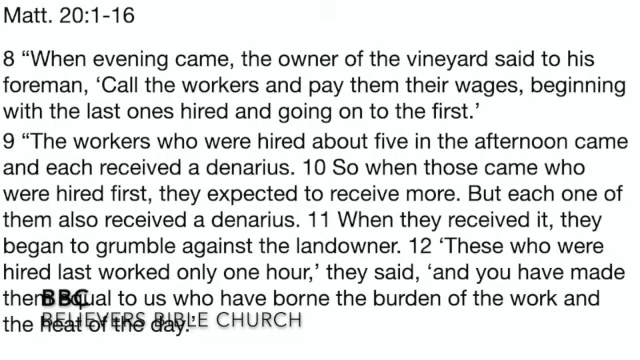 Matt. 20:1-16
8 “When evening came, the owner of the vineyard said to his
foreman, ‘Call the workers and pay them their wages, beginning
with the last ones hired and going on to the first.’
9 “The workers who were hired about five in the afternoon came
and each received a denarius. 10 So when those came who
were hired first, they expected to receive more. But each one of
them also received a denarius. 11 When they received it, they
began to grumble against the landowner. 12 ‘These who were
hired last worked only one hour,’ they said, ‘and you have made
them equal to us who have borne the burden of the work and
the heat of the day.’
BBC
BELIEVERS BIBLE CHURCH